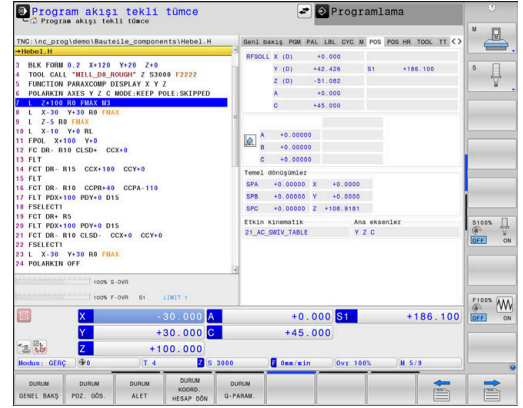 Program akışı tekli tümce
Program akışı tekli tümce
Programlama
TNC:\nc_prog\demo\Bauteile_components\Hebel.H
→Hebel.H
3 BLK FORM 0.2 X+120 Y+20 Z+0
4 TOOL CALL "MILL_D8_ROUGH" Z S3000 F2222
5 FUNCTION PARAXCOMP DISPLAY X Y Z
6 POLARKIN AXES Y Z C MODE:KEEP POLE:SKIPPED
7 L Z+100 R0 FMAX M3
8 L X-30 Y+30 R0 FMAX
9 L Z-5 R0 FMAX
10 L X-10 Y+0 RL
11 FPOL X+100 Y+0
12 FC DR- R10 CLSD+ CCX+0
13 FLT
14 FCT DR- R15 CCX+100 CCY+0
15 FLT
16 FCT DR- R10 CCPR+40 CCPA-110
17 FLT PDX+100 PDY+0 D15
18 FSELECT1
19 FCT DR+ R5
20 FLT PDX+100 PDY+0 D15
21 FCT DR- R10 CLSD- CCX+0 CCY+0
22 FSELECT1
23 L X-30 Y+30 R0 FMAX
24 POLARKIN OFF
100% S-OVR
100% F-OVR S1 LIMIT 1
Genl bakış PGM PAL LBL CYC M POS POS HR TOOL TT
RFSOLL X (D) +0.000
Y (D) +42.426 S1 +186.100
Z (D) -51.082
A +0.000
C +45.000
A +0.00000
B +0.00000
C +0.00000
Temel dönüşümler
SPA +0.00000 X +0.0000
SPB +0.00000 Y +0.0000
SPC +0.00000 Z +108.9161
Etkin kinematik Ana eksenler
21_AC_SWIV_TABLE Y Z C
X -30.000 A +0.000 S1 +186.100
Y +30.000 C +45.000
Z +100.000
Modus: GERÇ 0 T 4 Z S 3000 F 0mm/min Ovr 100% M 5/9
DURUM GENEL BAKŞ
DURUM POZ. GÖS.
DURUM ALET
DURUM KOORD. HESAP DÖN
DURUM Q-PARAM.
M
S
S100%
OFF ON
F100%
OFF ON